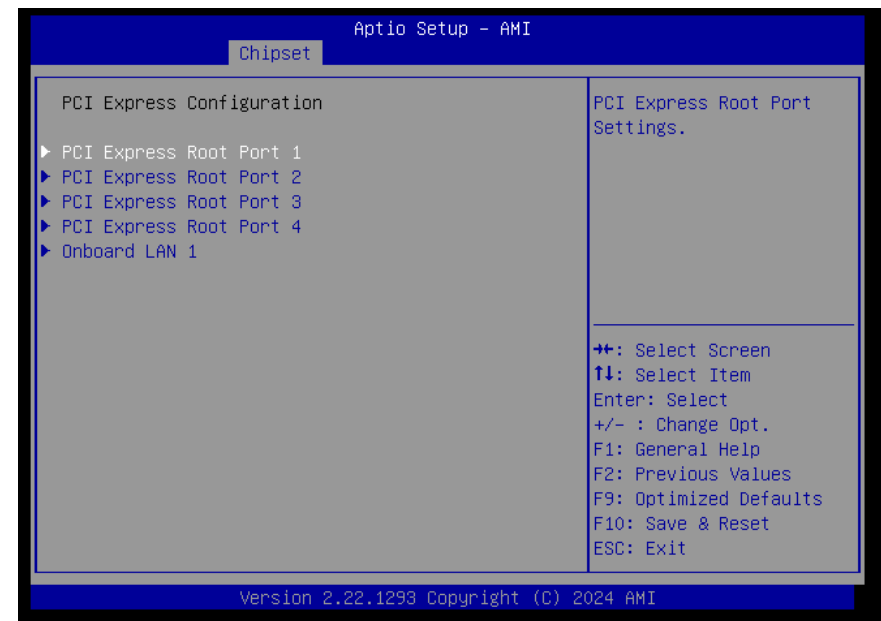 Aptio Setup – AMI
Chipset
PCI Express Configuration
▶ PCI Express Root Port 1
▶ PCI Express Root Port 2
▶ PCI Express Root Port 3
▶ PCI Express Root Port 4
▶ Onboard LAN 1
PCI Express Root Port
Settings.
→←: Select Screen
↑↓: Select Item
Enter: Select
+/- : Change Opt.
F1: General Help
F2: Previous Values
F9: Optimized Defaults
F10: Save & Reset
ESC: Exit
Version 2.22.1293 Copyright (C) 2024 AMI